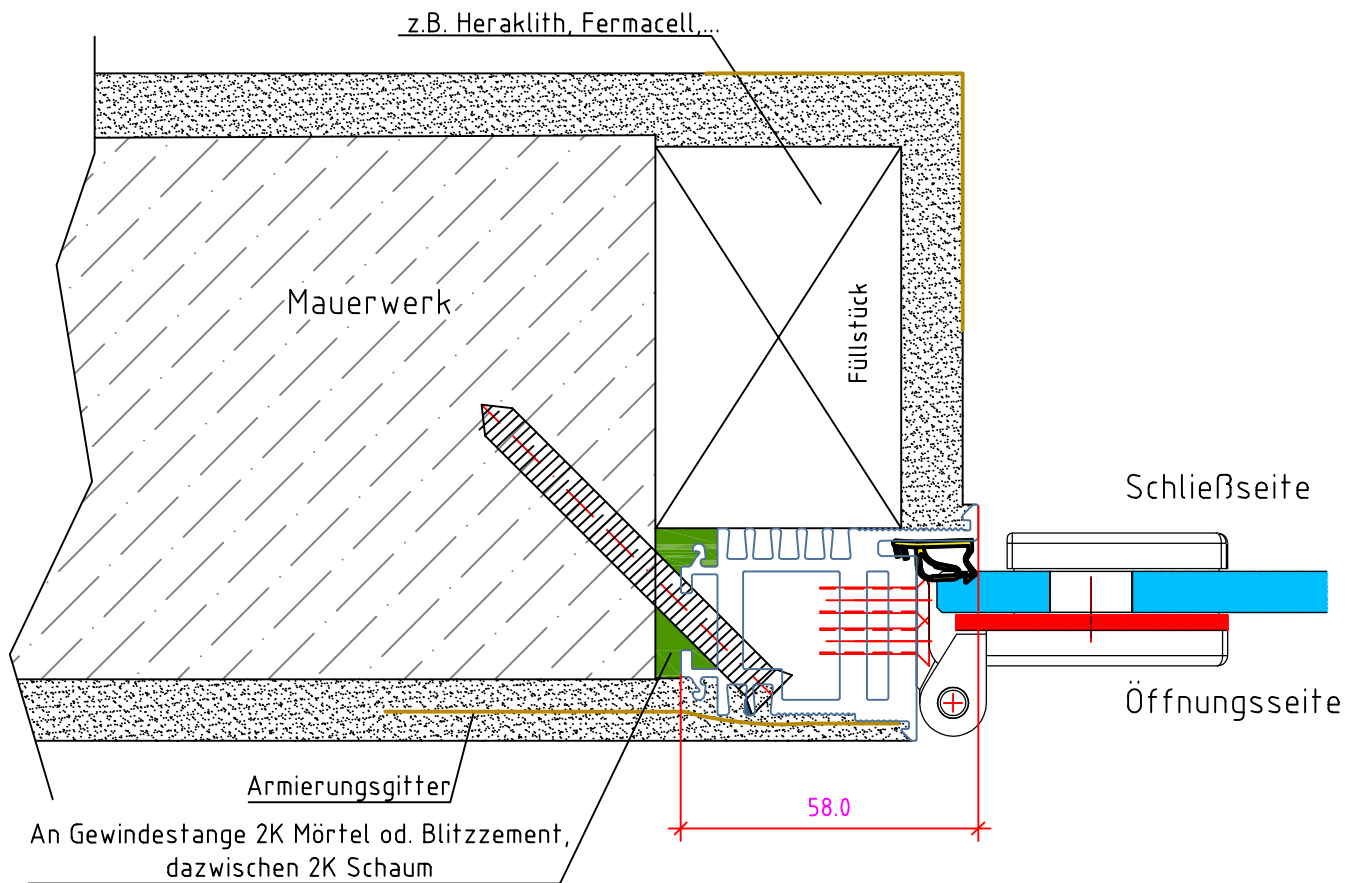 z.B. Heraklith, Fermacell,...
Mauerwerk
Füllstück
Schließseite
Öffnungsseite
Armierungsgitter
58.0
An Gewindestange 2K Mörtel od. Blitzzement,
dazwischen 2K Schaum